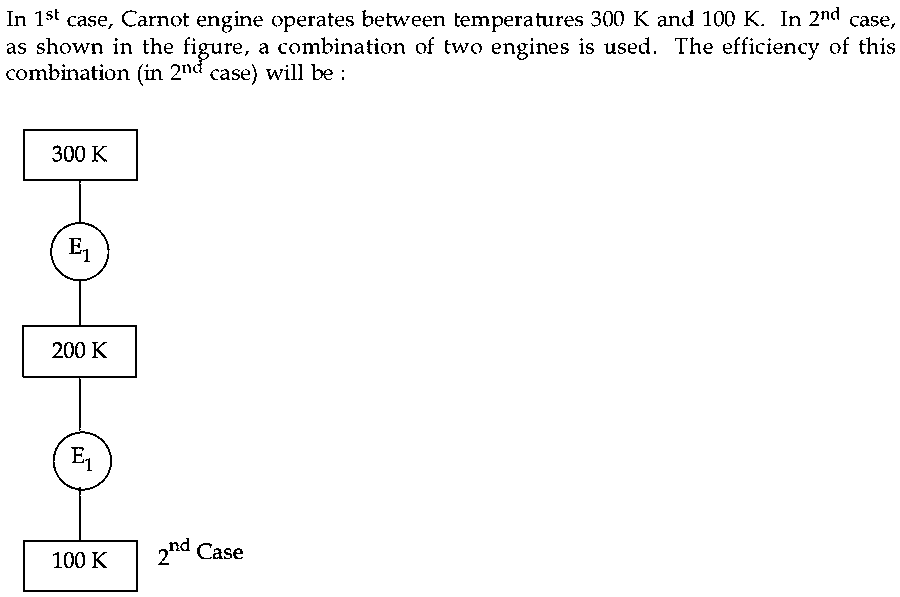 In 1st case, Carnot engine operates between temperatures 300 K and 100 K. In 2nd case,
as shown in the figure, a combination of two engines is used. The efficiency of this
combination (in 2nd case) will be :
300 K
E1
200 K
E1
100 K
2nd Case